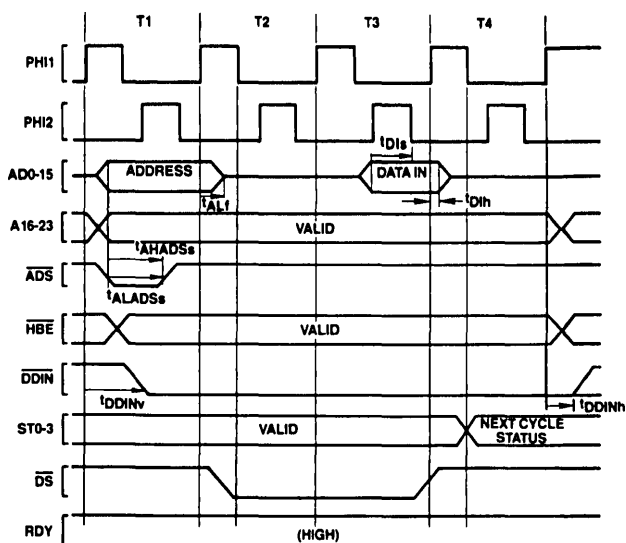 T1 T2 T3 T4
PHI1
PHI2
tDIs
AD0-15 ADDRESS DATA IN
tALf tDIh
A16-23 VALID
tAHADSs
ADS
tALADSs
HBE VALID
DDIN
tDDINv tDDINh
ST0-3 VALID NEXT CYCLE
STATUS
DS
RDY (HIGH)